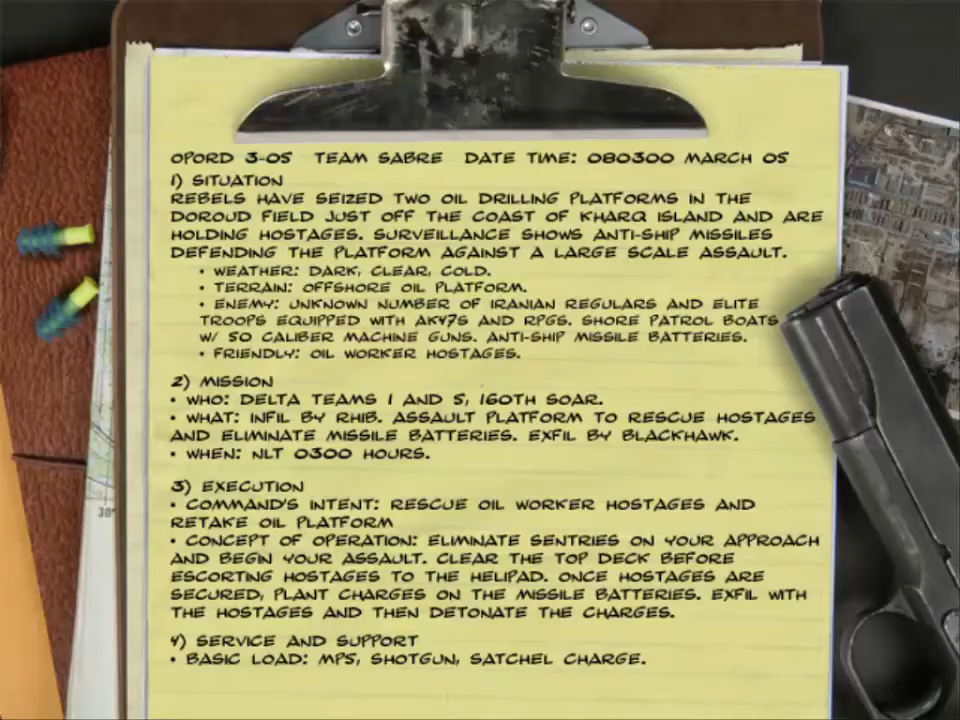 OPORD 3-05 TEAM SABRE DATE TIME: 080300 MARCH 05
1) SITUATION
REBELS HAVE SEIZED TWO OIL DRILLING PLATFORMS IN THE
DOROUD FIELD JUST OFF THE COAST OF KHARQ ISLAND AND ARE
HOLDING HOSTAGES. SURVEILLANCE SHOWS ANTI-SHIP MISSILES
DEFENDING THE PLATFORM AGAINST A LARGE SCALE ASSAULT.
• WEATHER: DARK, CLEAR, COLD.
• TERRAIN: OFFSHORE OIL PLATFORM.
• ENEMY: UNKNOWN NUMBER OF IRANIAN REGULARS AND ELITE
TROOPS EQUIPPED WITH AK47S AND RPGS. SHORE PATROL BOATS
W/ 50 CALIBER MACHINE GUNS. ANTI-SHIP MISSILE BATTERIES.
• FRIENDLY: OIL WORKER HOSTAGES.
2) MISSION
• WHO: DELTA TEAMS 1 AND 5, 160TH SOAR.
• WHAT: INFIL BY RHIB. ASSAULT PLATFORM TO RESCUE HOSTAGES
AND ELIMINATE MISSILE BATTERIES. EXFIL BY BLACKHAWK.
• WHEN: NLT 0300 HOURS.
3) EXECUTION
• COMMAND'S INTENT: RESCUE OIL WORKER HOSTAGES AND
RETAKE OIL PLATFORM
• CONCEPT OF OPERATION: ELIMINATE SENTRIES ON YOUR APPROACH
AND BEGIN YOUR ASSAULT. CLEAR THE TOP DECK BEFORE
ESCORTING HOSTAGES TO THE HELIPAD. ONCE HOSTAGES ARE
SECURED, PLANT CHARGES ON THE MISSILE BATTERIES. EXFIL WITH
THE HOSTAGES AND THEN DETONATE THE CHARGES.
4) SERVICE AND SUPPORT
• BASIC LOAD: MP5, SHOTGUN, SATCHEL CHARGE.
30°